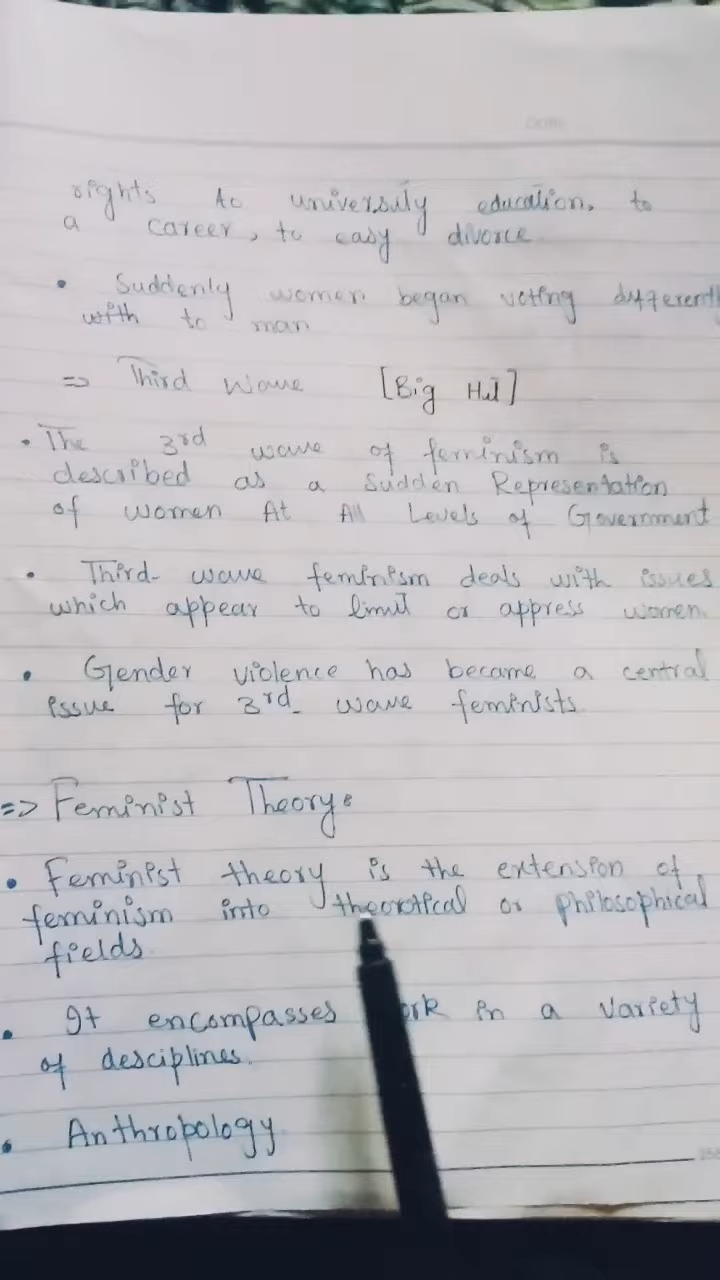 rights to university education, to
a career, to easy divorce
• Suddenly women began voting different
with to man
=> Third Wave [Big Hit]
• The 3rd wave of feminism is
described as a Sudden Representation
of women At All Levels of Government
• Third-wave feminism deals with issues
which appear to limit or appress women.
• Gender violence has became a central
issue for 3rd- wave feminists.
=> Feminist Theory:
• Feminist theory is the extension of
feminism into theoretical or philosophical
fields.
• It encompasses in a variety
of desciplines.
• Anthropology